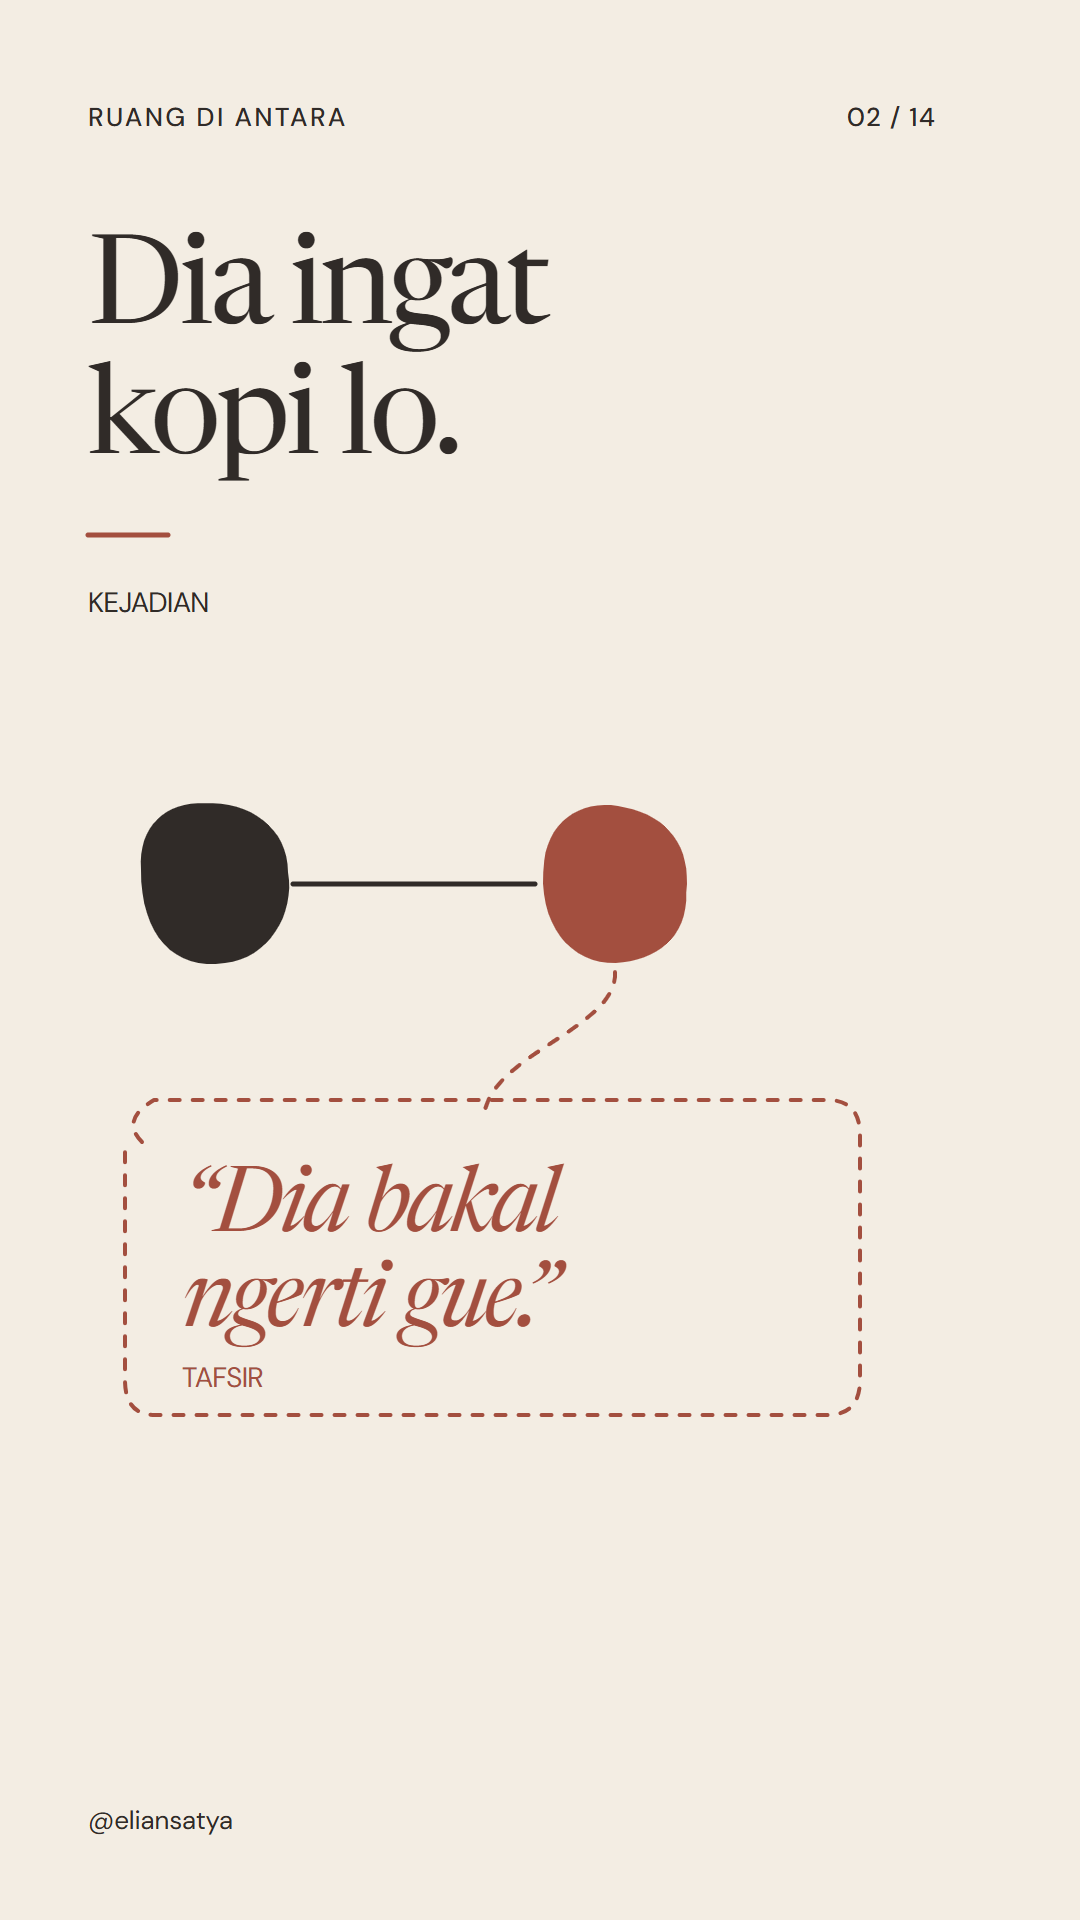 RUANG DI ANTARA
02 / 14
Dia ingat
kopi lo.
KEJADIAN
“Dia bakal
ngerti gue.”
TAFSIR
@eliansatya